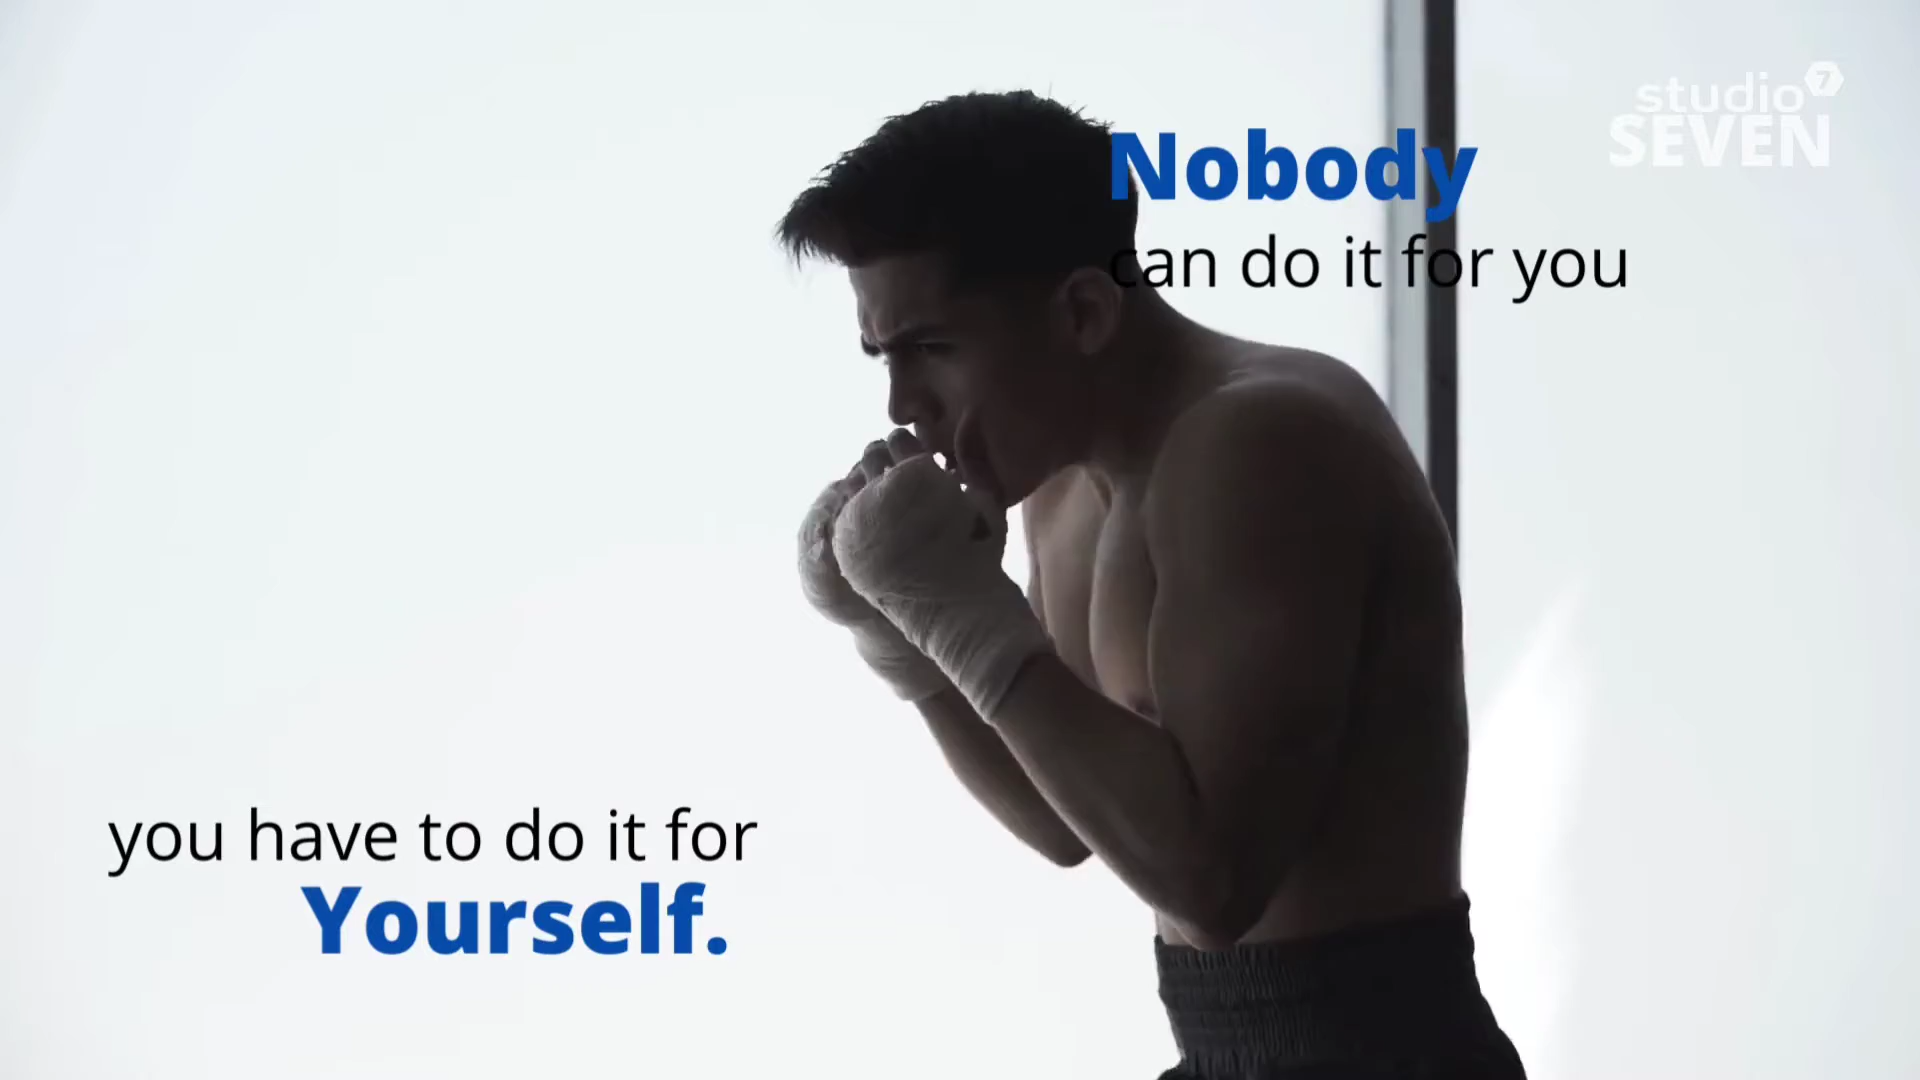 studio 7
SEVEN
Nobody
can do it for you
you have to do it for
Yourself.